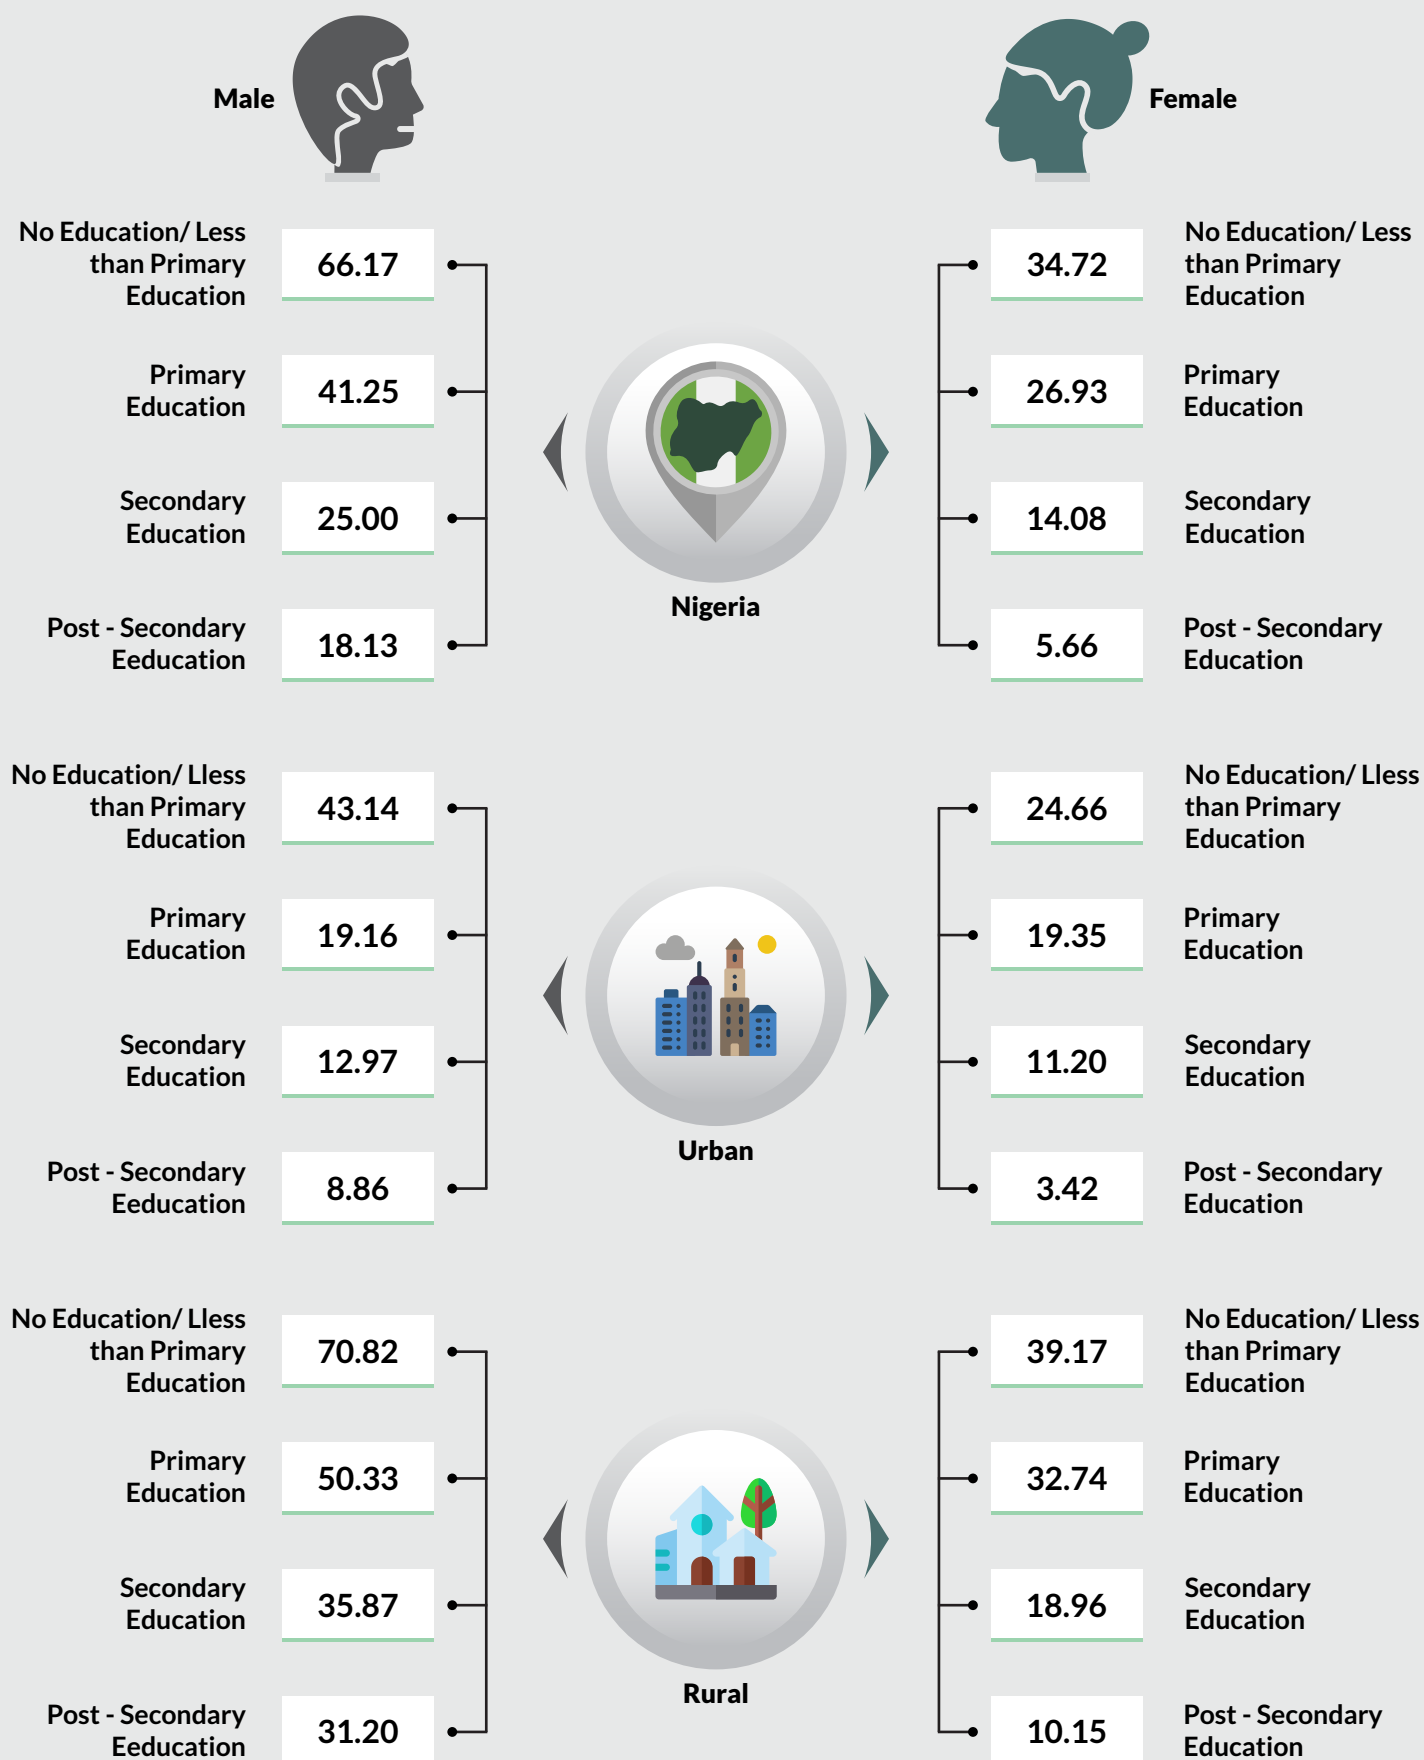 Male
Female
No Education/ Less
than Primary
Education
66.17
34.72
No Education/ Less
than Primary
Education
Primary
Education
41.25
26.93
Primary
Education
Secondary
Education
25.00
14.08
Secondary
Education
Nigeria
Post - Secondary
Eeducation
18.13
5.66
Post - Secondary
Education
No Education/ Lless
than Primary
Education
43.14
24.66
No Education/ Lless
than Primary
Education
Primary
Education
19.16
19.35
Primary
Education
Secondary
Education
12.97
11.20
Secondary
Education
Urban
Post - Secondary
Eeducation
8.86
3.42
Post - Secondary
Education
No Education/ Lless
than Primary
Education
70.82
39.17
No Education/ Lless
than Primary
Education
Primary
Education
50.33
32.74
Primary
Education
Secondary
Education
35.87
18.96
Secondary
Education
Rural
Post - Secondary
Eeducation
31.20
10.15
Post - Secondary
Education